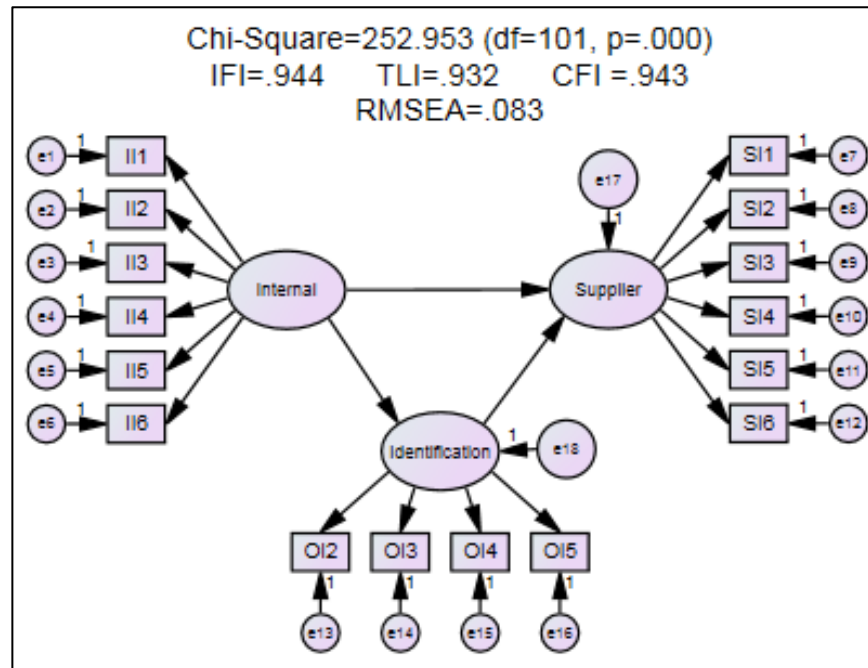 Chi-Square=252.953 (df=101, p=.000)
IFI=.944 TLI=.932 CFI =.943
RMSEA=.083
e1 1 II1
e2 1 II2
e3 1 II3
e4 1 II4
e5 1 II5
e6 1 II6
Internal
e17
1
Supplier
SI1 1 e7
SI2 1 e8
SI3 1 e9
SI4 1 e10
SI5 1 e11
SI6 1 e12
Identification 1 e18
OI2 OI3 OI4 OI5
1 1 1 1
e13 e14 e15 e16